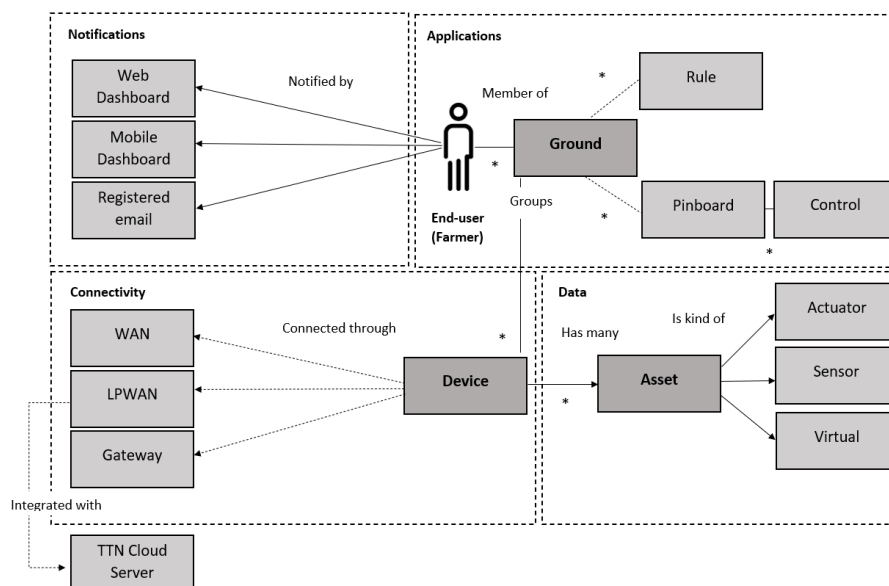 Notifications
Web
Dashboard
Mobile
Dashboard
Registered
email
Notified by
Applications
Member of
*
Rule
Ground
*
End-user
(Farmer)
Groups
*
Pinboard
Control
*
Connectivity
WAN
LPWAN
Gateway
Connected through
*
Device
Integrated with
TTN Cloud
Server
Data
Has many
*
Asset
Is kind of
Actuator
Sensor
Virtual